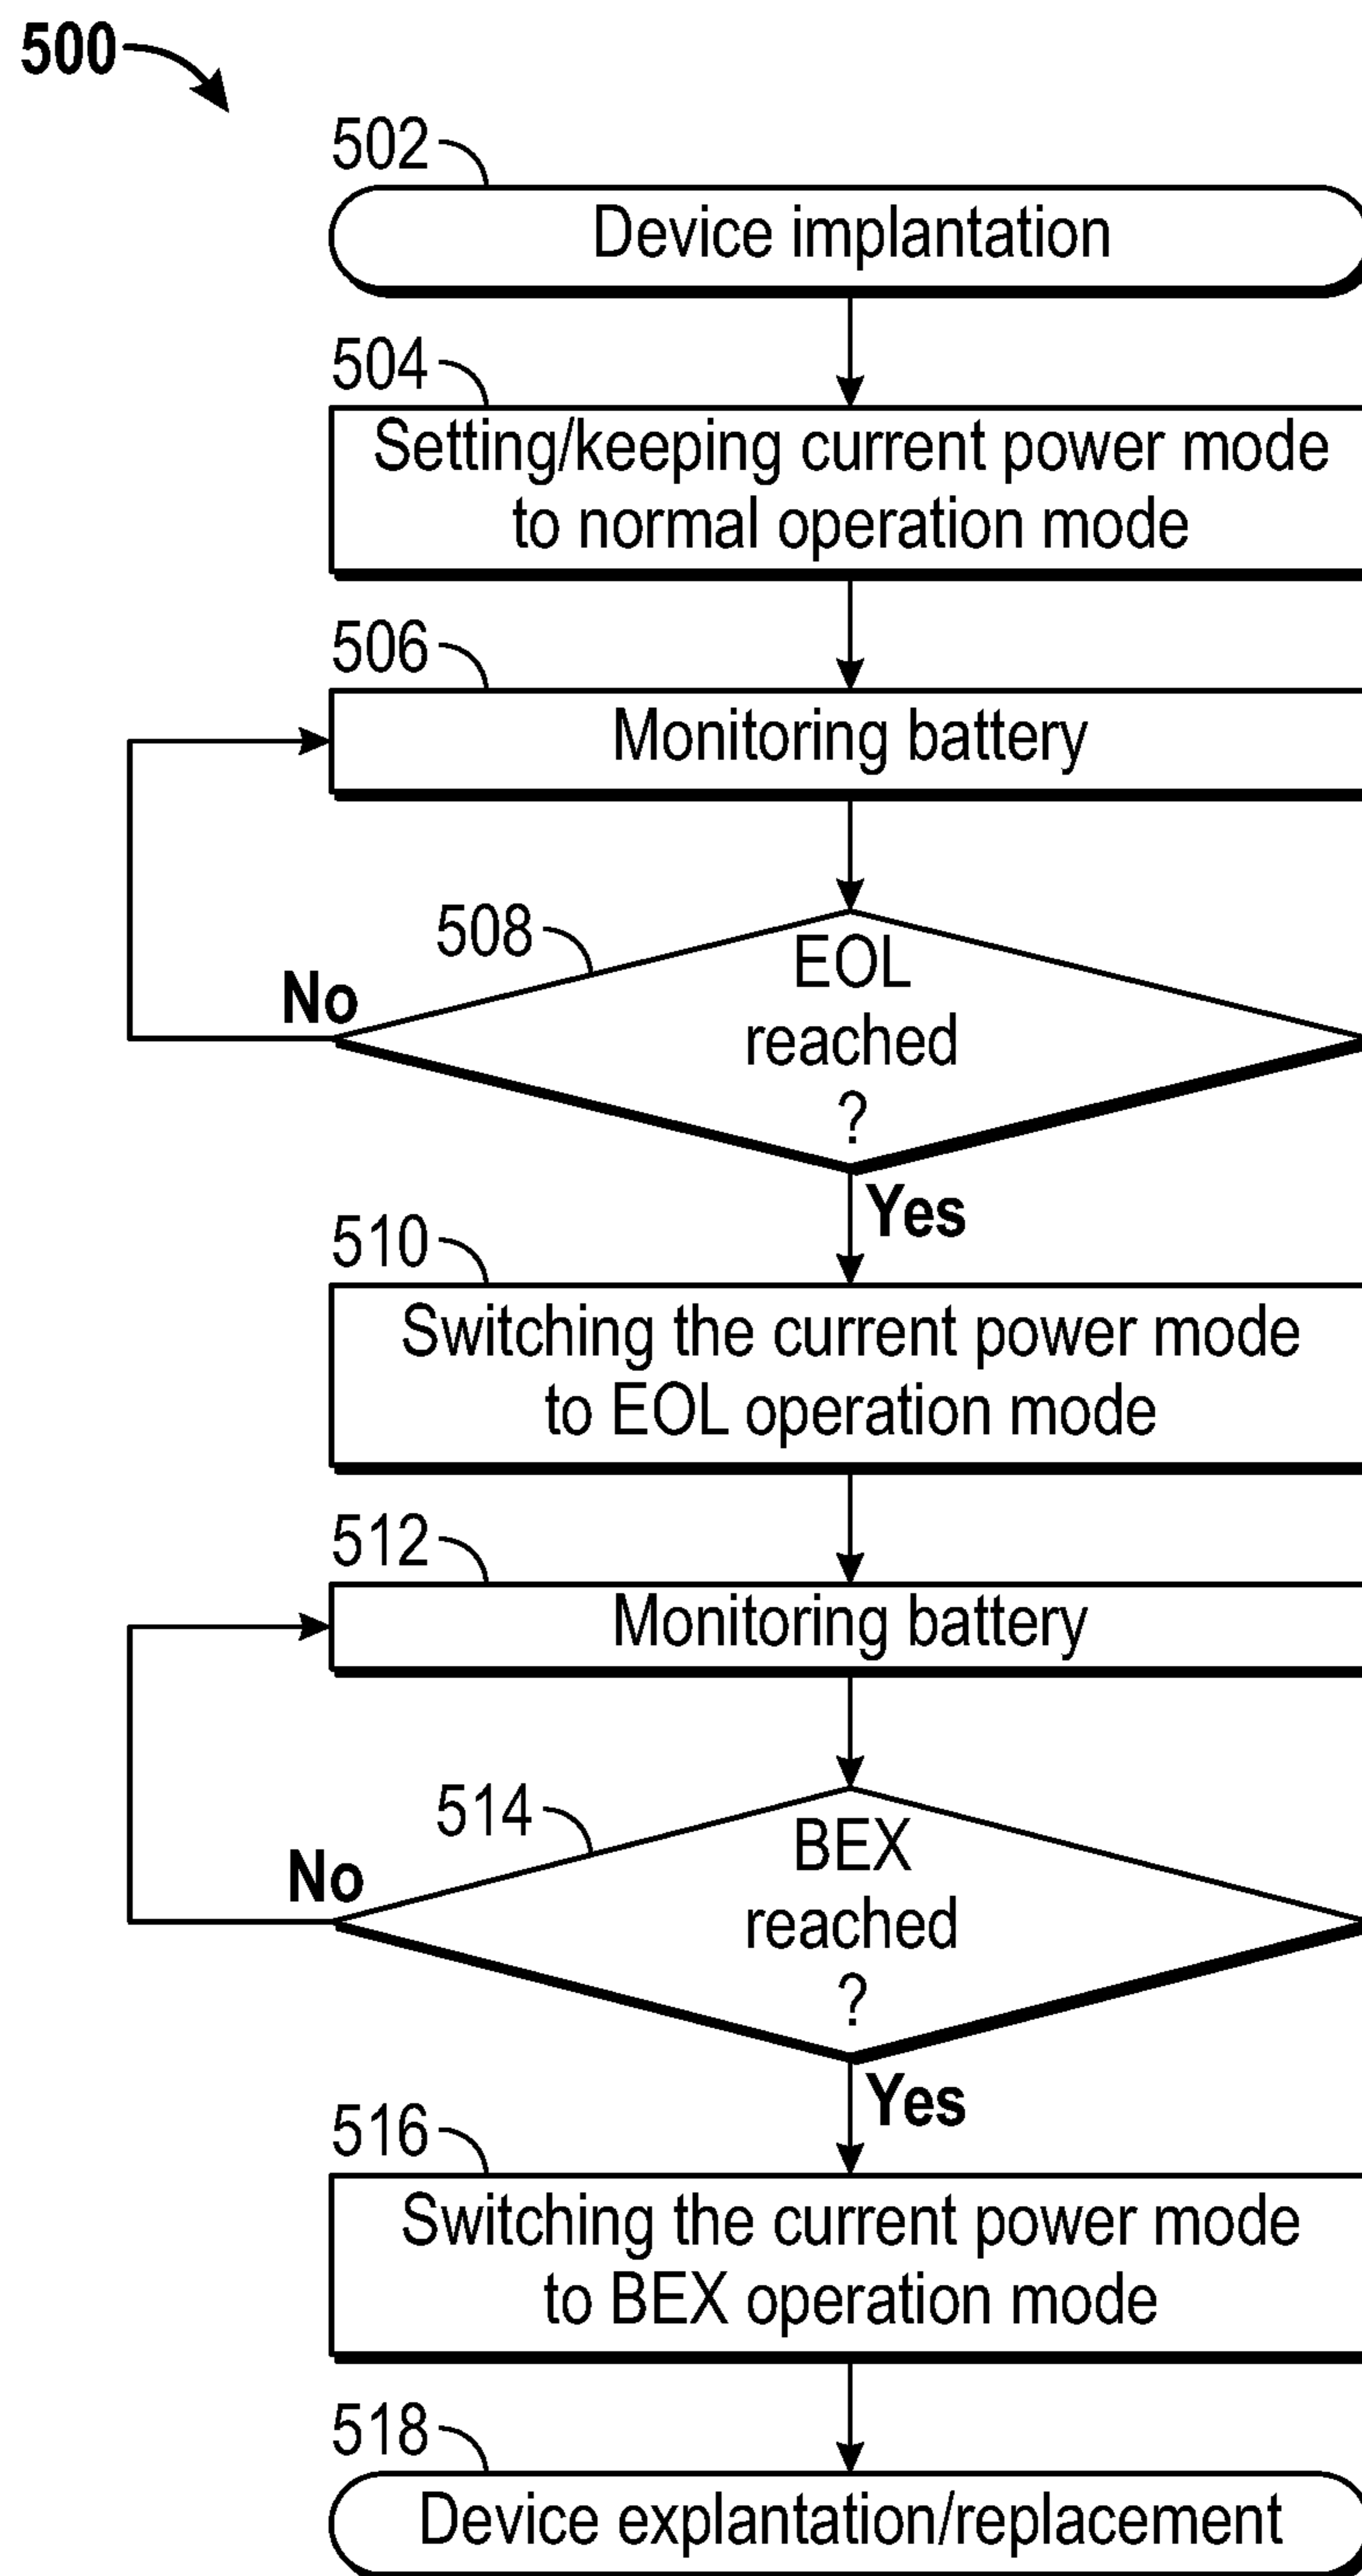 500
502
Device implantation
504
Setting/keeping current power mode
to normal operation mode
506
Monitoring battery
508
EOL
reached
?
No
Yes
510
Switching the current power mode
to EOL operation mode
512
Monitoring battery
514
BEX
reached
?
No
Yes
516
Switching the current power mode
to BEX operation mode
518
Device explantation/replacement